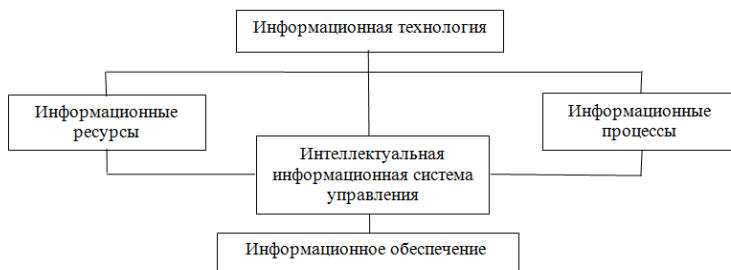 Информационная технология
Информационные
ресурсы
Информационные
процессы
Интеллектуальная
информационная система
управления
Информационное обеспечение